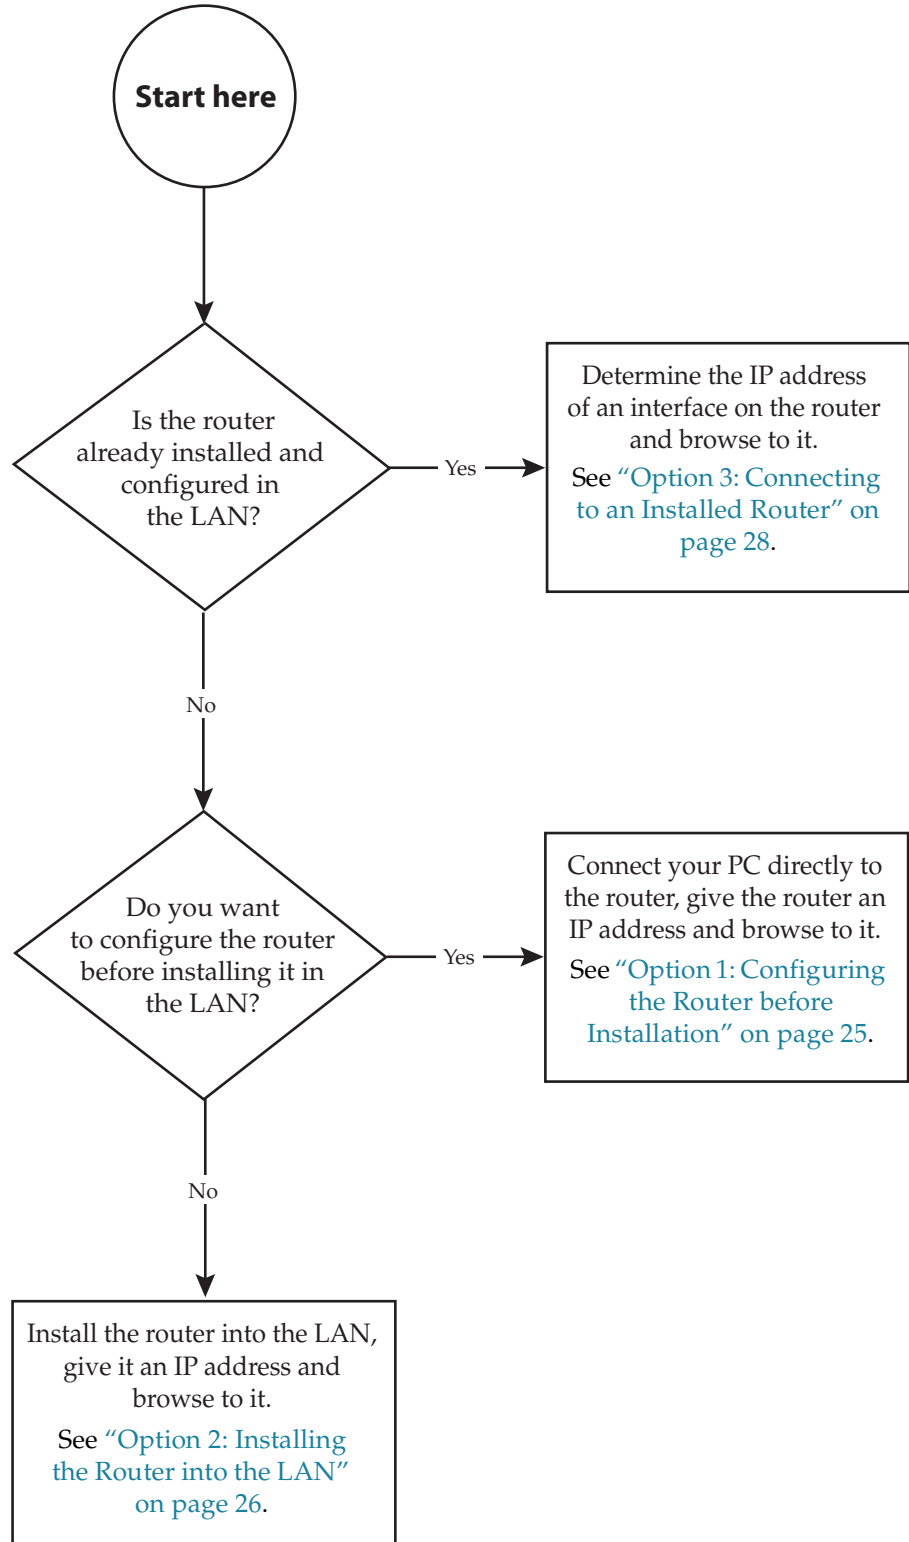 Start here
Is the router
already installed and
configured in
the LAN?
Yes
Determine the IP address
of an interface on the router
and browse to it.
See “Option 3: Connecting
to an Installed Router” on
page 28.
No
Do you want
to configure the router
before installing it in
the LAN?
Yes
Connect your PC directly to
the router, give the router an
IP address and browse to it.
See “Option 1: Configuring
the Router before
Installation” on page 25.
No
Install the router into the LAN,
give it an IP address and
browse to it.
See “Option 2: Installing
the Router into the LAN”
on page 26.